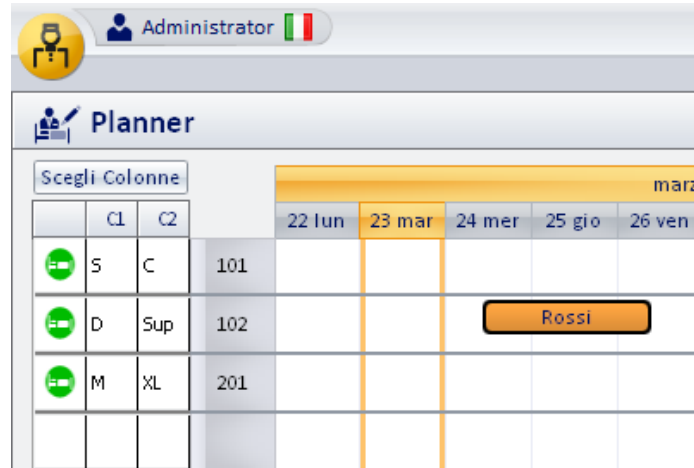 Administrator
Planner
Scegli Colonne
marz
C1 C2 22 lun 23 mar 24 mer 25 gio 26 ven
S C 101
D Sup 102 Rossi
M XL 201